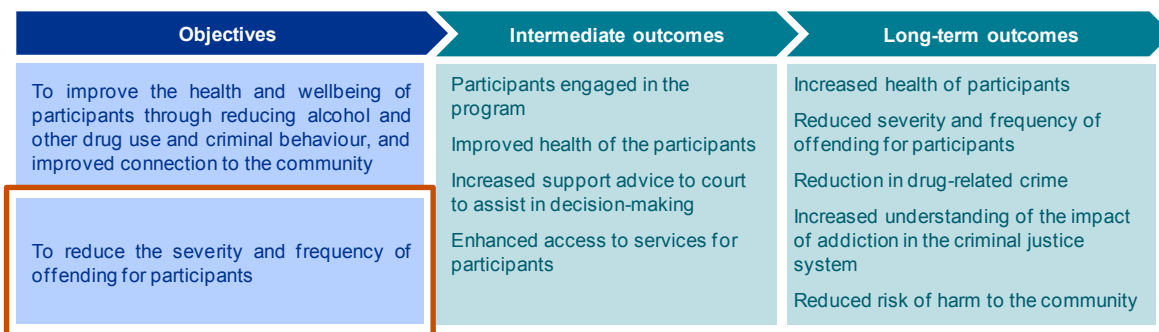 Objectives
Intermediate outcomes
Long-term outcomes
To improve the health and wellbeing of
participants through reducing alcohol and
other drug use and criminal behaviour, and
improved connection to the community
To reduce the severity and frequency of
offending for participants
Participants engaged in the
program
Improved health of the participants
Increased support advice to court
to assist in decision-making
Enhanced access to services for
participants
Increased health of participants
Reduced severity and frequency of
offending for participants
Reduction in drug-related crime
Increased understanding of the impact
of addiction in the criminal justice
system
Reduced risk of harm to the community